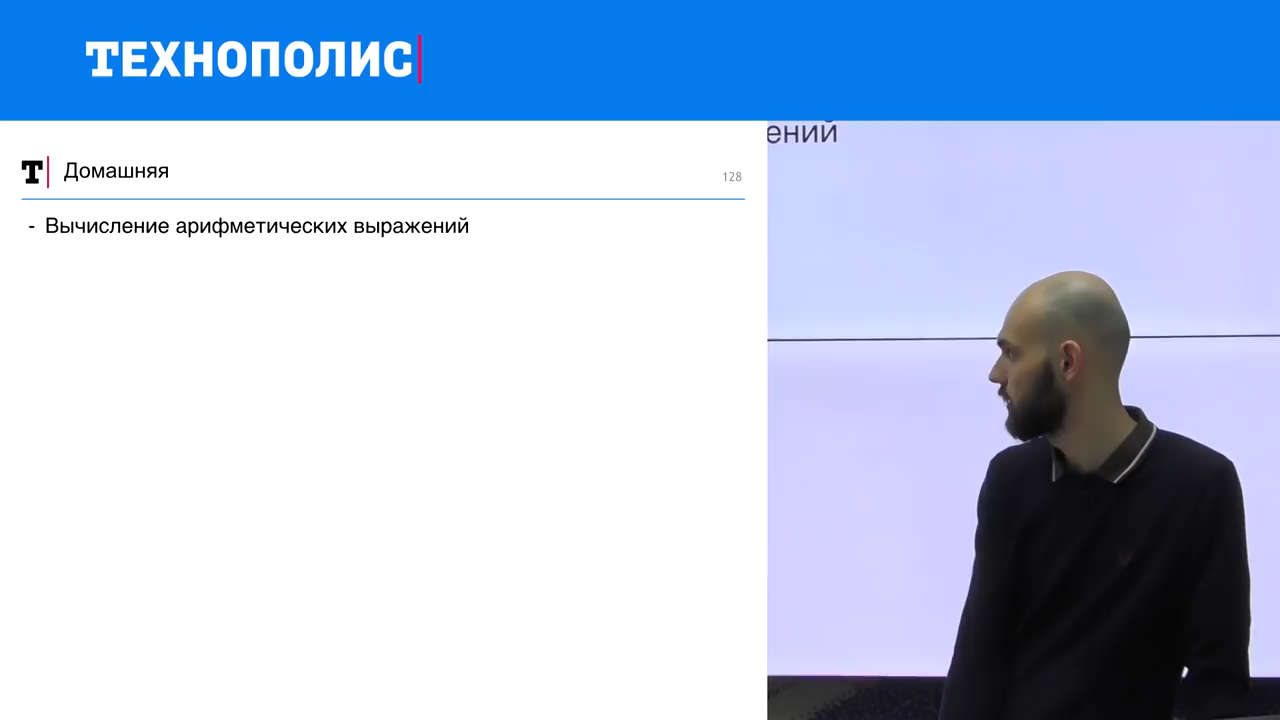 ТЕХНОПОЛИС
Т Домашняя
128
- Вычисление арифметических выражений
ений